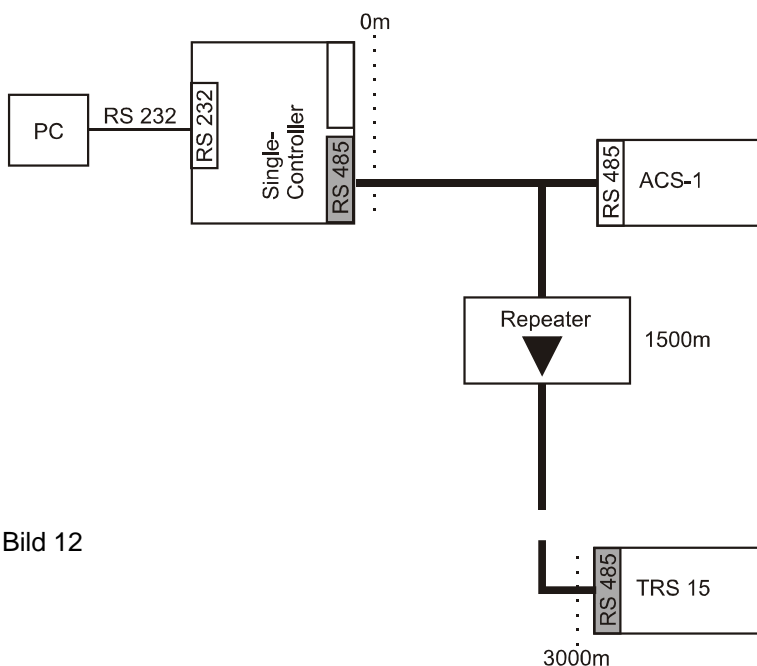 0m
PC
RS 232
RS 232
Single-
Controller
RS 485
RS 485
ACS-1
Repeater
1500m
Bild 12
RS 485
TRS 15
3000m